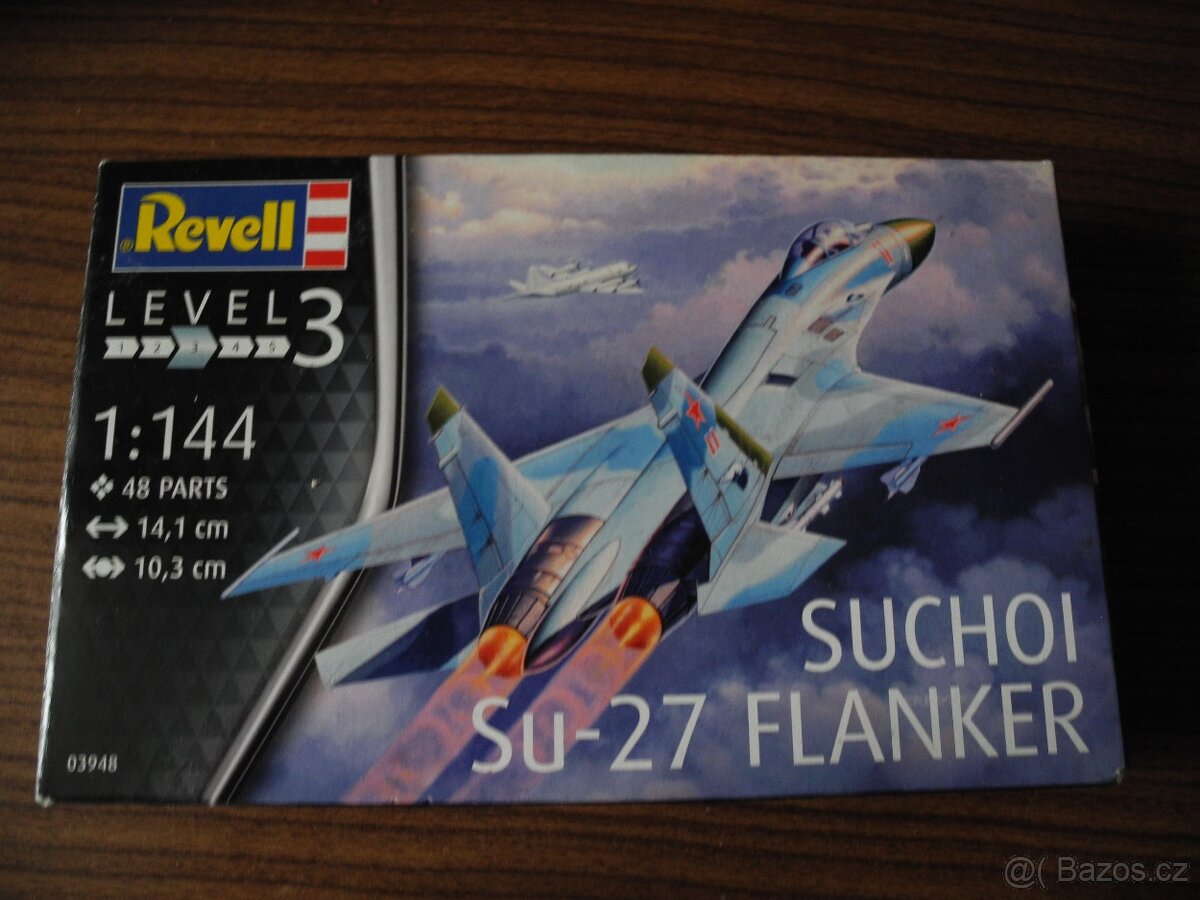 ® Revell
LEVEL 3
1 2 3 4 5
1:144
48 PARTS
14,1 cm
10,3 cm
03948
SUCHOI
Su-27 FLANKER
@( Bazos.cz